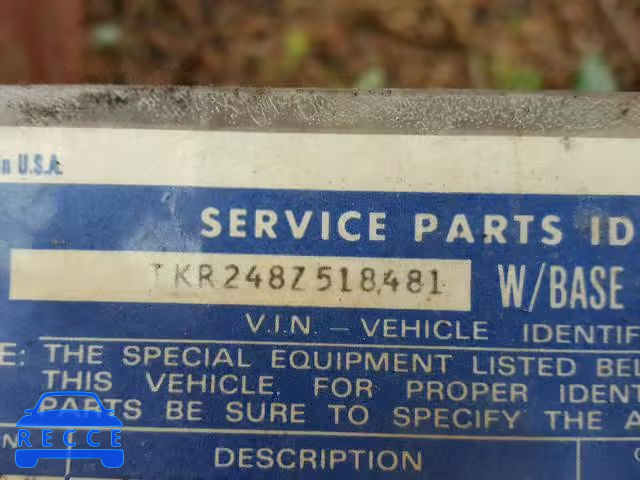 in U.S.A.
SERVICE PARTS ID
TKR248Z518481 W/BASE
V.I.N. – VEHICLE IDENTIF
E: THE SPECIAL EQUIPMENT LISTED BEL
THIS VEHICLE. FOR PROPER IDENT
PARTS BE SURE TO SPECIFY THE A
RECCE
N DESCRIPTION